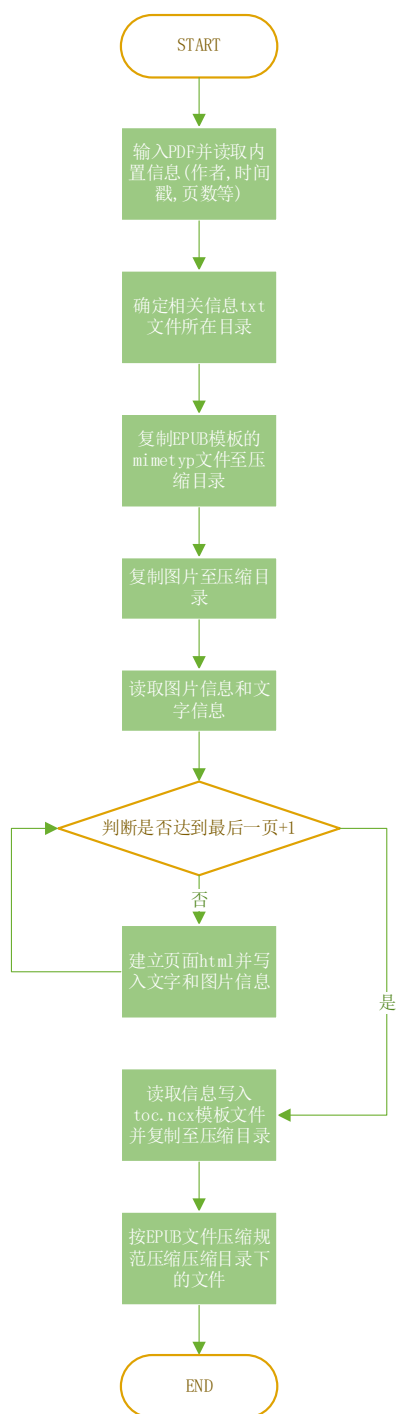 START
输入PDF并读取内
置信息(作者,时间
戳,页数等)
确定相关信息txt
文件所在目录
复制EPUB模板的
mimetyp文件至压
缩目录
复制图片至压缩目
录
读取图片信息和文
字信息
判断是否达到最后一页+1
否
建立页面html并写
入文字和图片信息
是
读取信息写入
toc.ncx模板文件
并复制至压缩目录
按EPUB文件压缩规
范压缩压缩目录下
的文件
END